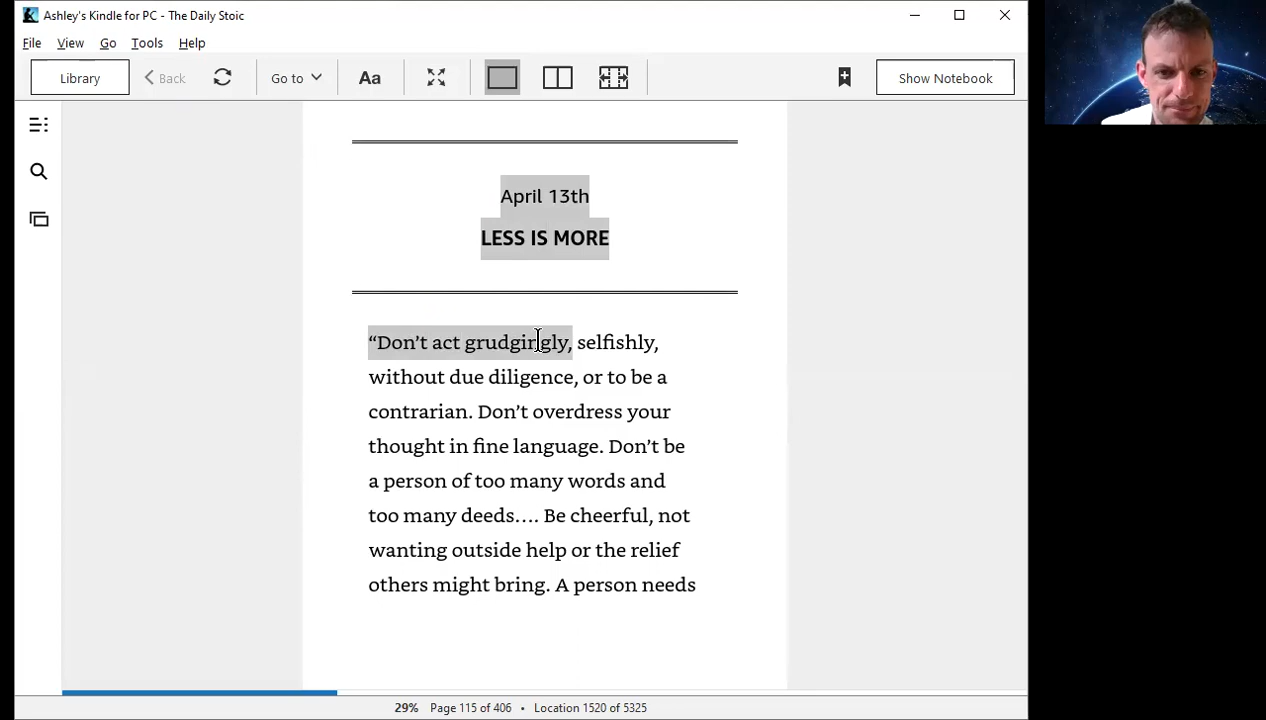 Ashley's Kindle for PC - The Daily Stoic
File View Go Tools Help
Library Back Go to Aa Show Notebook
April 13th
LESS IS MORE
“Don’t act grudgingly, selfishly,
without due diligence, or to be a
contrarian. Don’t overdress your
thought in fine language. Don’t be
a person of too many words and
too many deeds.... Be cheerful, not
wanting outside help or the relief
others might bring. A person needs
29% Page 115 of 406 • Location 1520 of 5325